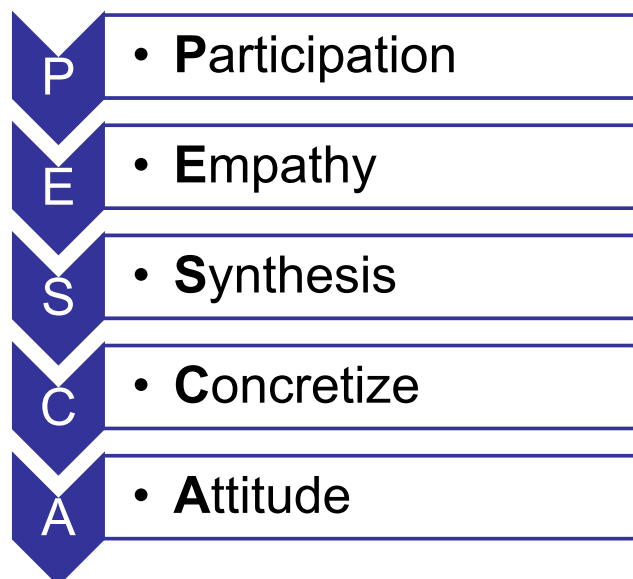 P
• Participation
E
• Empathy
S
• Synthesis
C
• Concretize
A
• Attitude